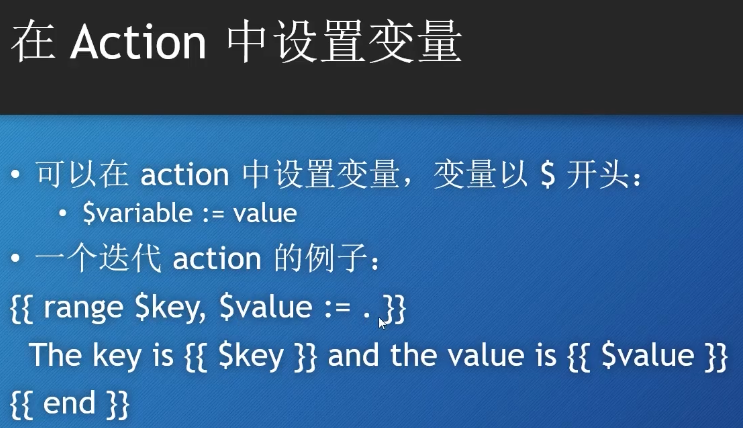 在 Action 中设置变量
• 可以在 action 中设置变量，变量以 $ 开头：
• $variable := value
• 一个迭代 action 的例子：
{{ range $key, $value := . }}
The key is {{ $key }} and the value is {{ $value }}
{{ end }}